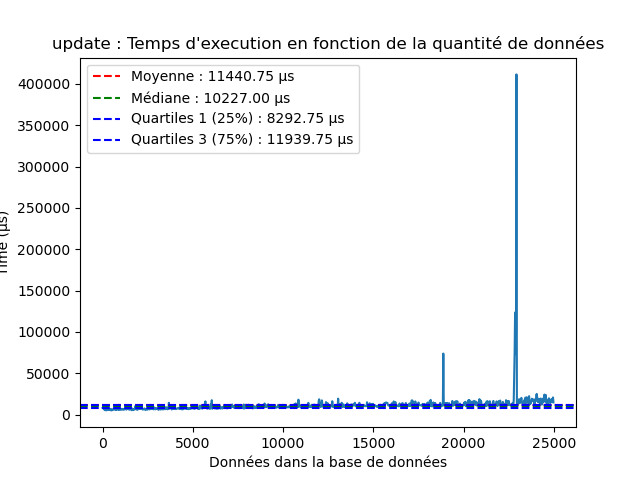 update : Temps d'execution en fonction de la quantité de données
Moyenne : 11440.75 µs
Médiane : 10227.00 µs
Quartiles 1 (25%) : 8292.75 µs
Quartiles 3 (75%) : 11939.75 µs
400000
350000
300000
250000
200000
150000
100000
50000
0
Time (µs)
0 5000 10000 15000 20000 25000
Données dans la base de données